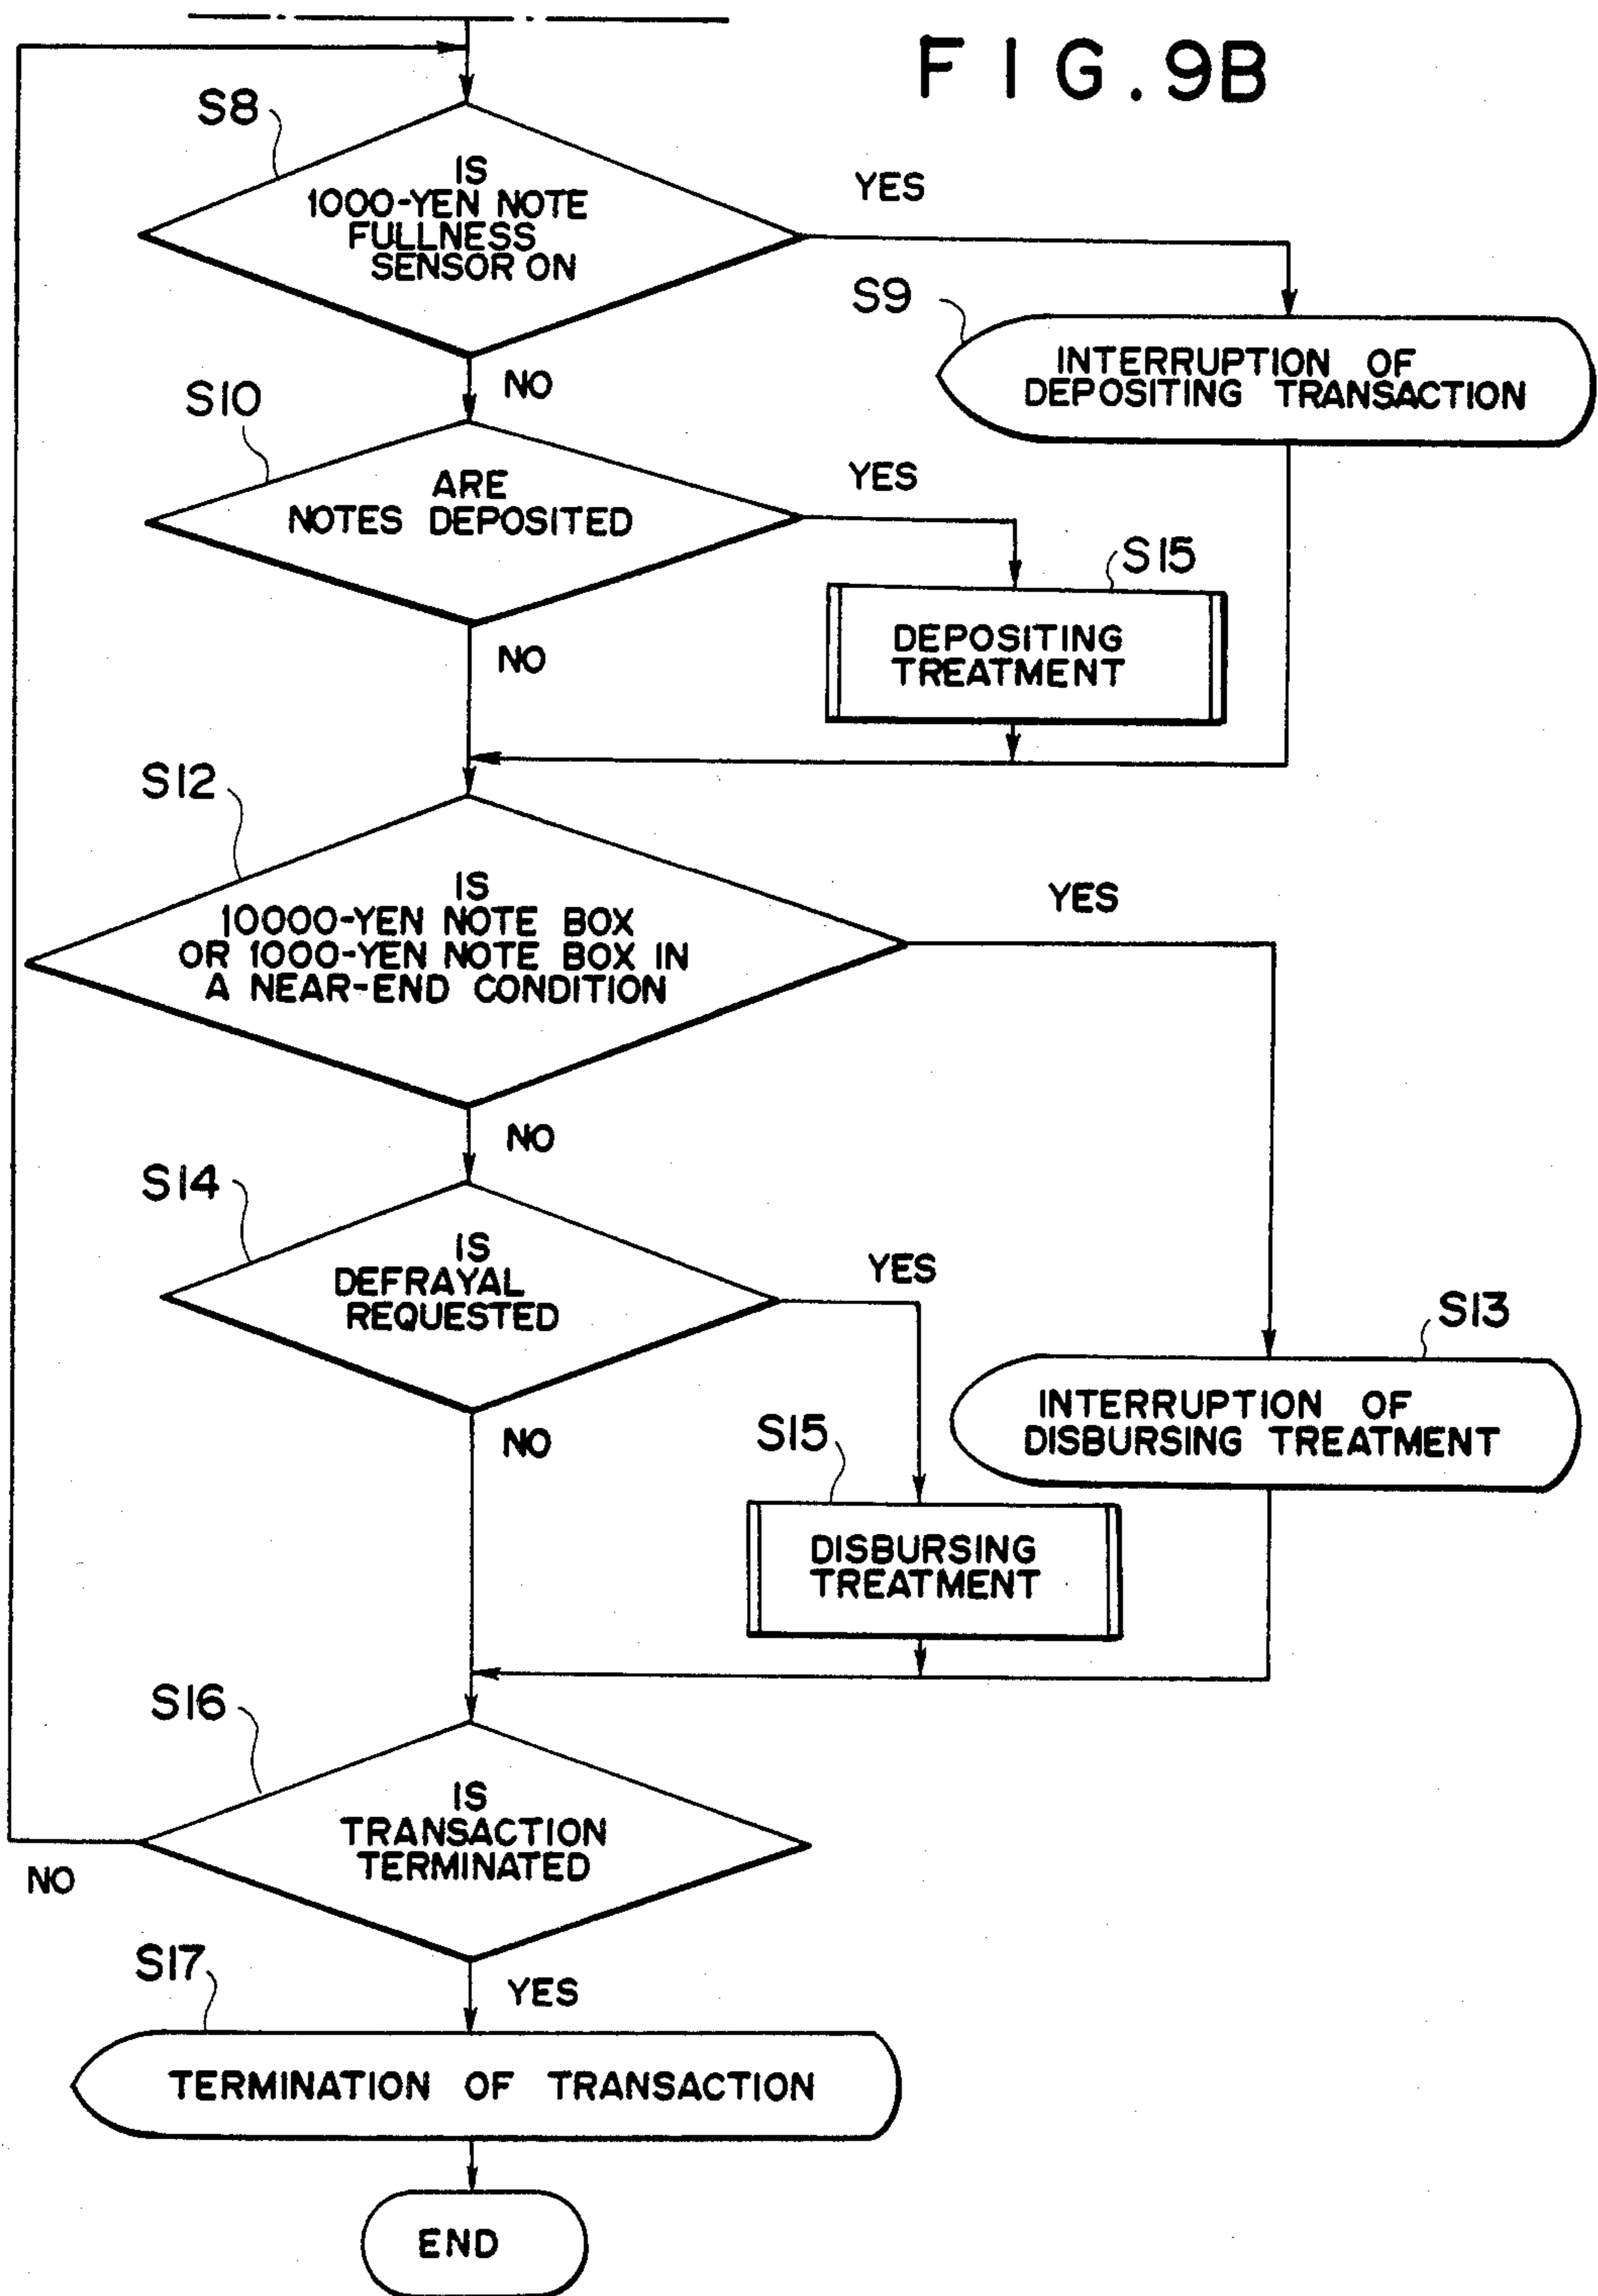 FIG. 9B
S8
IS
1000-YEN NOTE
FULLNESS
SENSOR ON
YES
NO
S9
INTERRUPTION OF
DEPOSITING TRANSACTION
S10
ARE
NOTES DEPOSITED
YES
NO
S15
DEPOSITING
TREATMENT
S12
IS
10000-YEN NOTE BOX
OR 1000-YEN NOTE BOX IN
A NEAR-END CONDITION
YES
NO
S14
IS
DEFRAYAL
REQUESTED
YES
NO
S13
INTERRUPTION OF
DISBURSING TREATMENT
S15
DISBURSING
TREATMENT
S16
IS
TRANSACTION
TERMINATED
NO
YES
S17
TERMINATION OF TRANSACTION
END